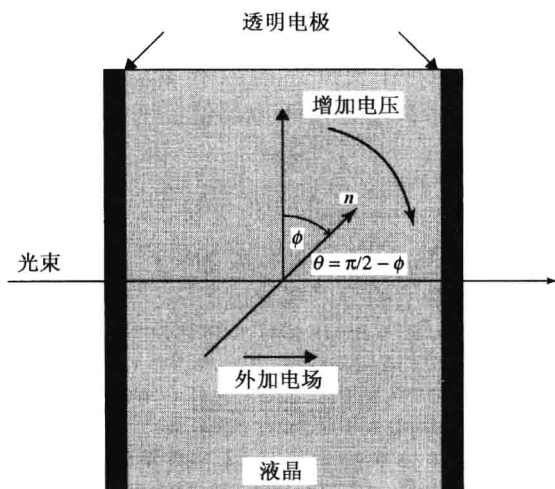 透明电极
增加电压
n
ϕ
θ = π/2 − ϕ
光束
外加电场
液晶